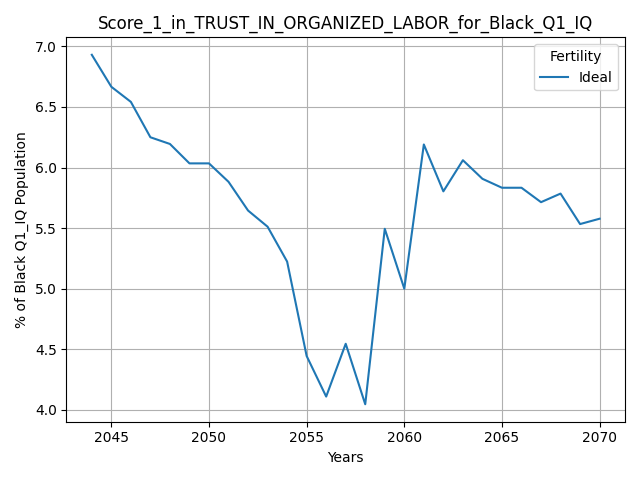 Score_1_in_TRUST_IN_ORGANIZED_LABOR_for_Black_Q1_IQ
Fertility
Ideal
% of Black Q1_IQ Population
7.0
6.5
6.0
5.5
5.0
4.5
4.0
2045 2050 2055 2060 2065 2070
Years